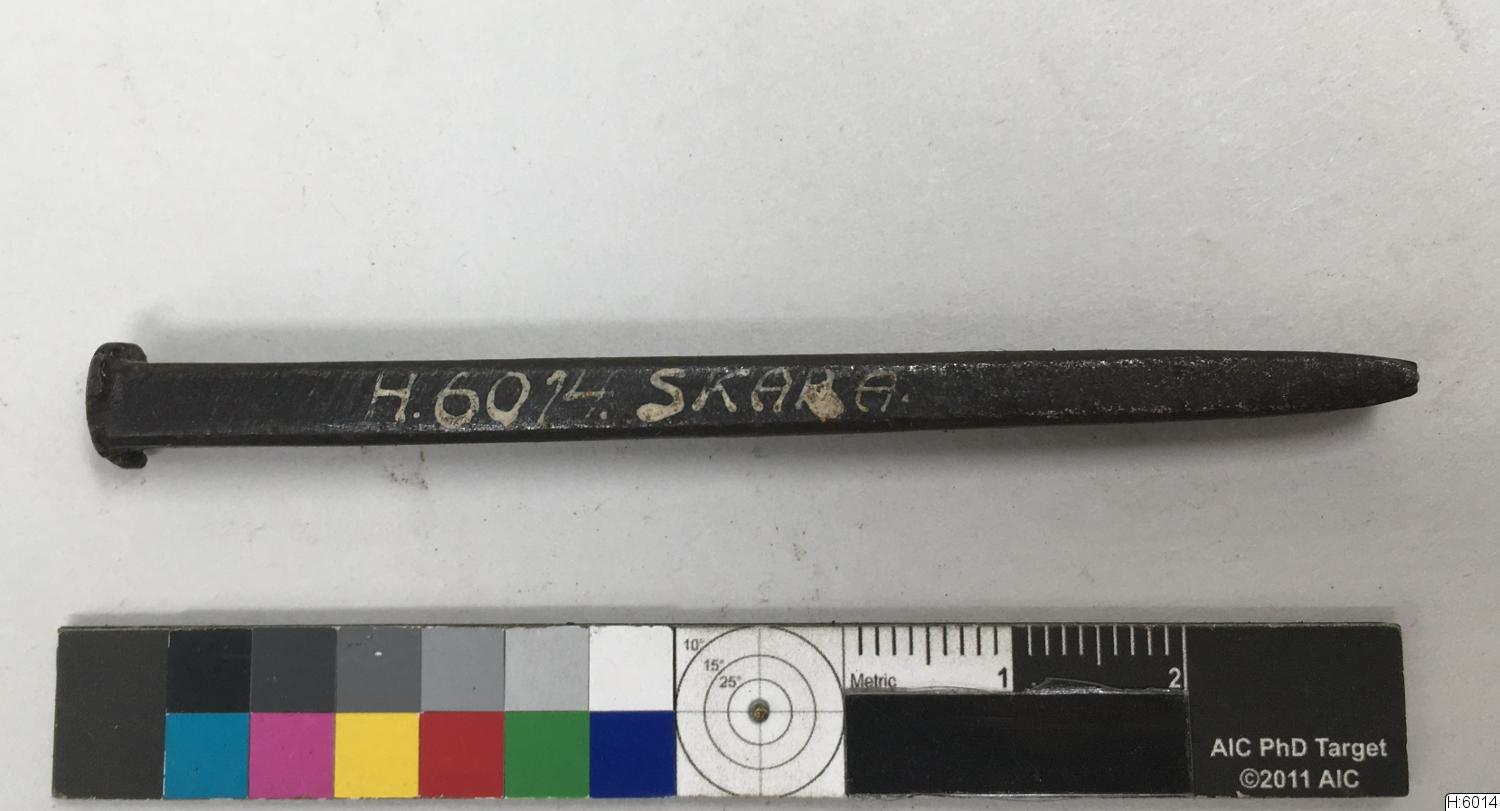 H. 6014. SKARA.
10°
15°
25°
Metric 1 2
AIC PhD Target
©2011 AIC
H:6014